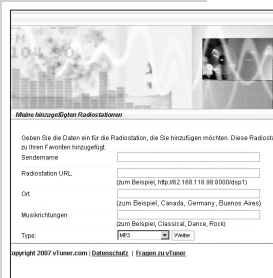 Meine hinzugefügten Radiostationen
Geben Sie die Daten ein für die Radiostation, die Sie hinzufügen möchten. Diese
zu Ihren Favoriten hinzugefügt.
Sendername
Radiostation URL
(zum Beispiel, http://62.168.116.98:8000/dsp1)
Ort
(zum Beispiel, Canada, Germany, Buenos Aires)
Musikrichtungen
(zum Beispiel, Classical, Dance, Rock)
Type: MP3 Weiter
2007 vTuner.com | Datenschutz | Fragen zu vTuner